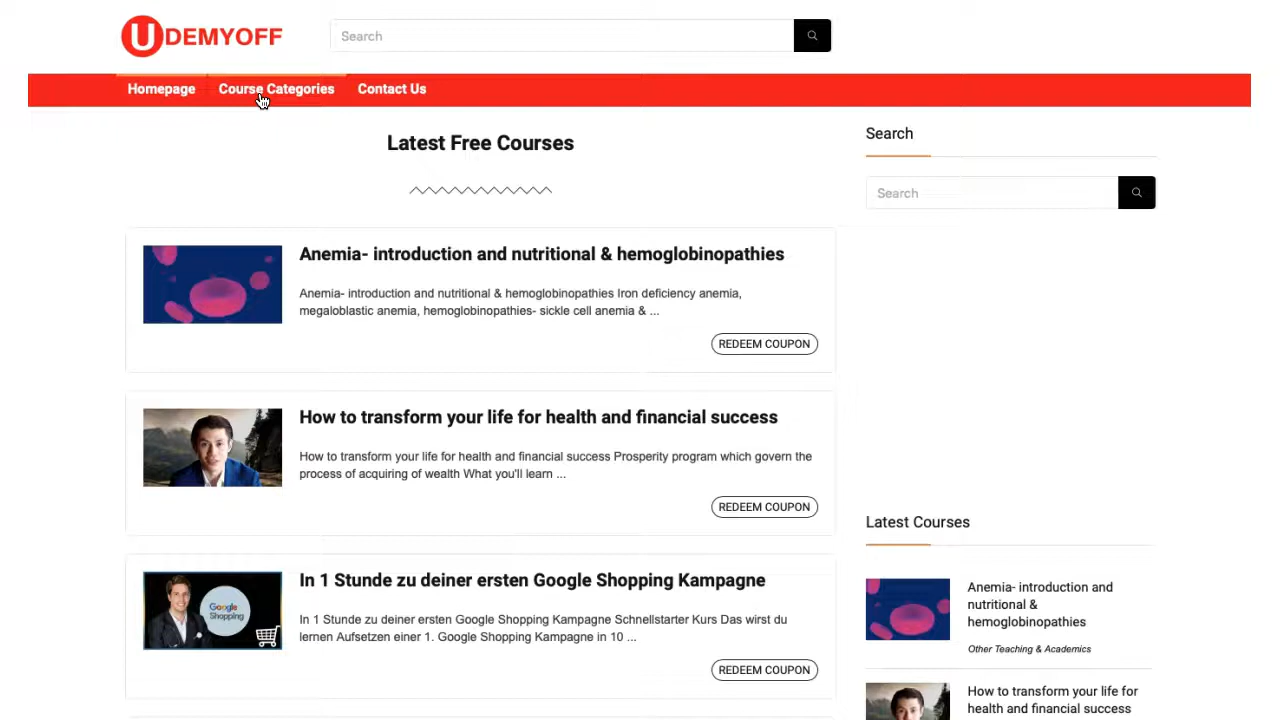 UDEMYOFF
Search
Homepage Course Categories Contact Us
Latest Free Courses
Search
Search
Anemia- introduction and nutritional & hemoglobinopathies
Anemia- introduction and nutritional & hemoglobinopathies Iron deficiency anemia,
megaloblastic anemia, hemoglobinopathies- sickle cell anemia & ...
REDEEM COUPON
How to transform your life for health and financial success
How to transform your life for health and financial success Prosperity program which govern the
process of acquiring of wealth What you'll learn ...
REDEEM COUPON
Google
Shopping
In 1 Stunde zu deiner ersten Google Shopping Kampagne
In 1 Stunde zu deiner ersten Google Shopping Kampagne Schnellstarter Kurs Das wirst du
lernen Aufsetzen einer 1. Google Shopping Kampagne in 10 ...
REDEEM COUPON
Latest Courses
Anemia- introduction and
nutritional &
hemoglobinopathies
Other Teaching & Academics
How to transform your life for
health and financial success